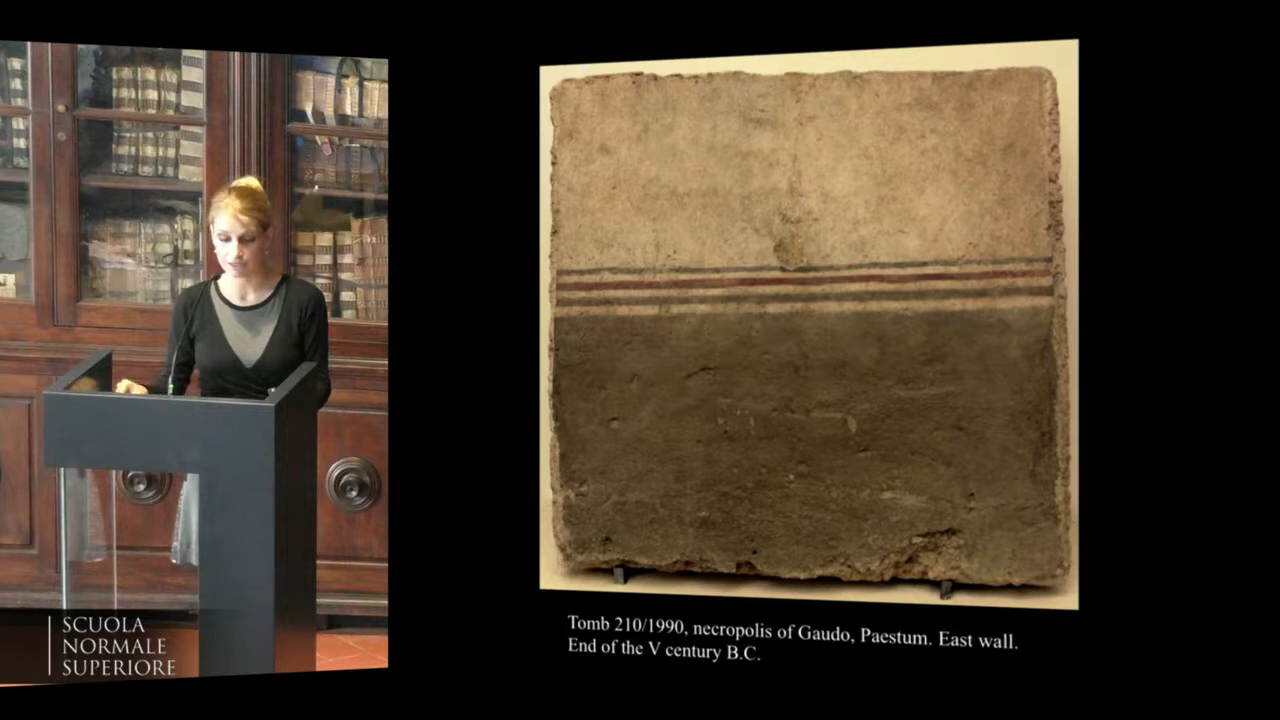 SCUOLA
NORMALE
SUPERIORE
Tomb 210/1990, necropolis of Gaudo, Paestum. East wall.
End of the V century B.C.